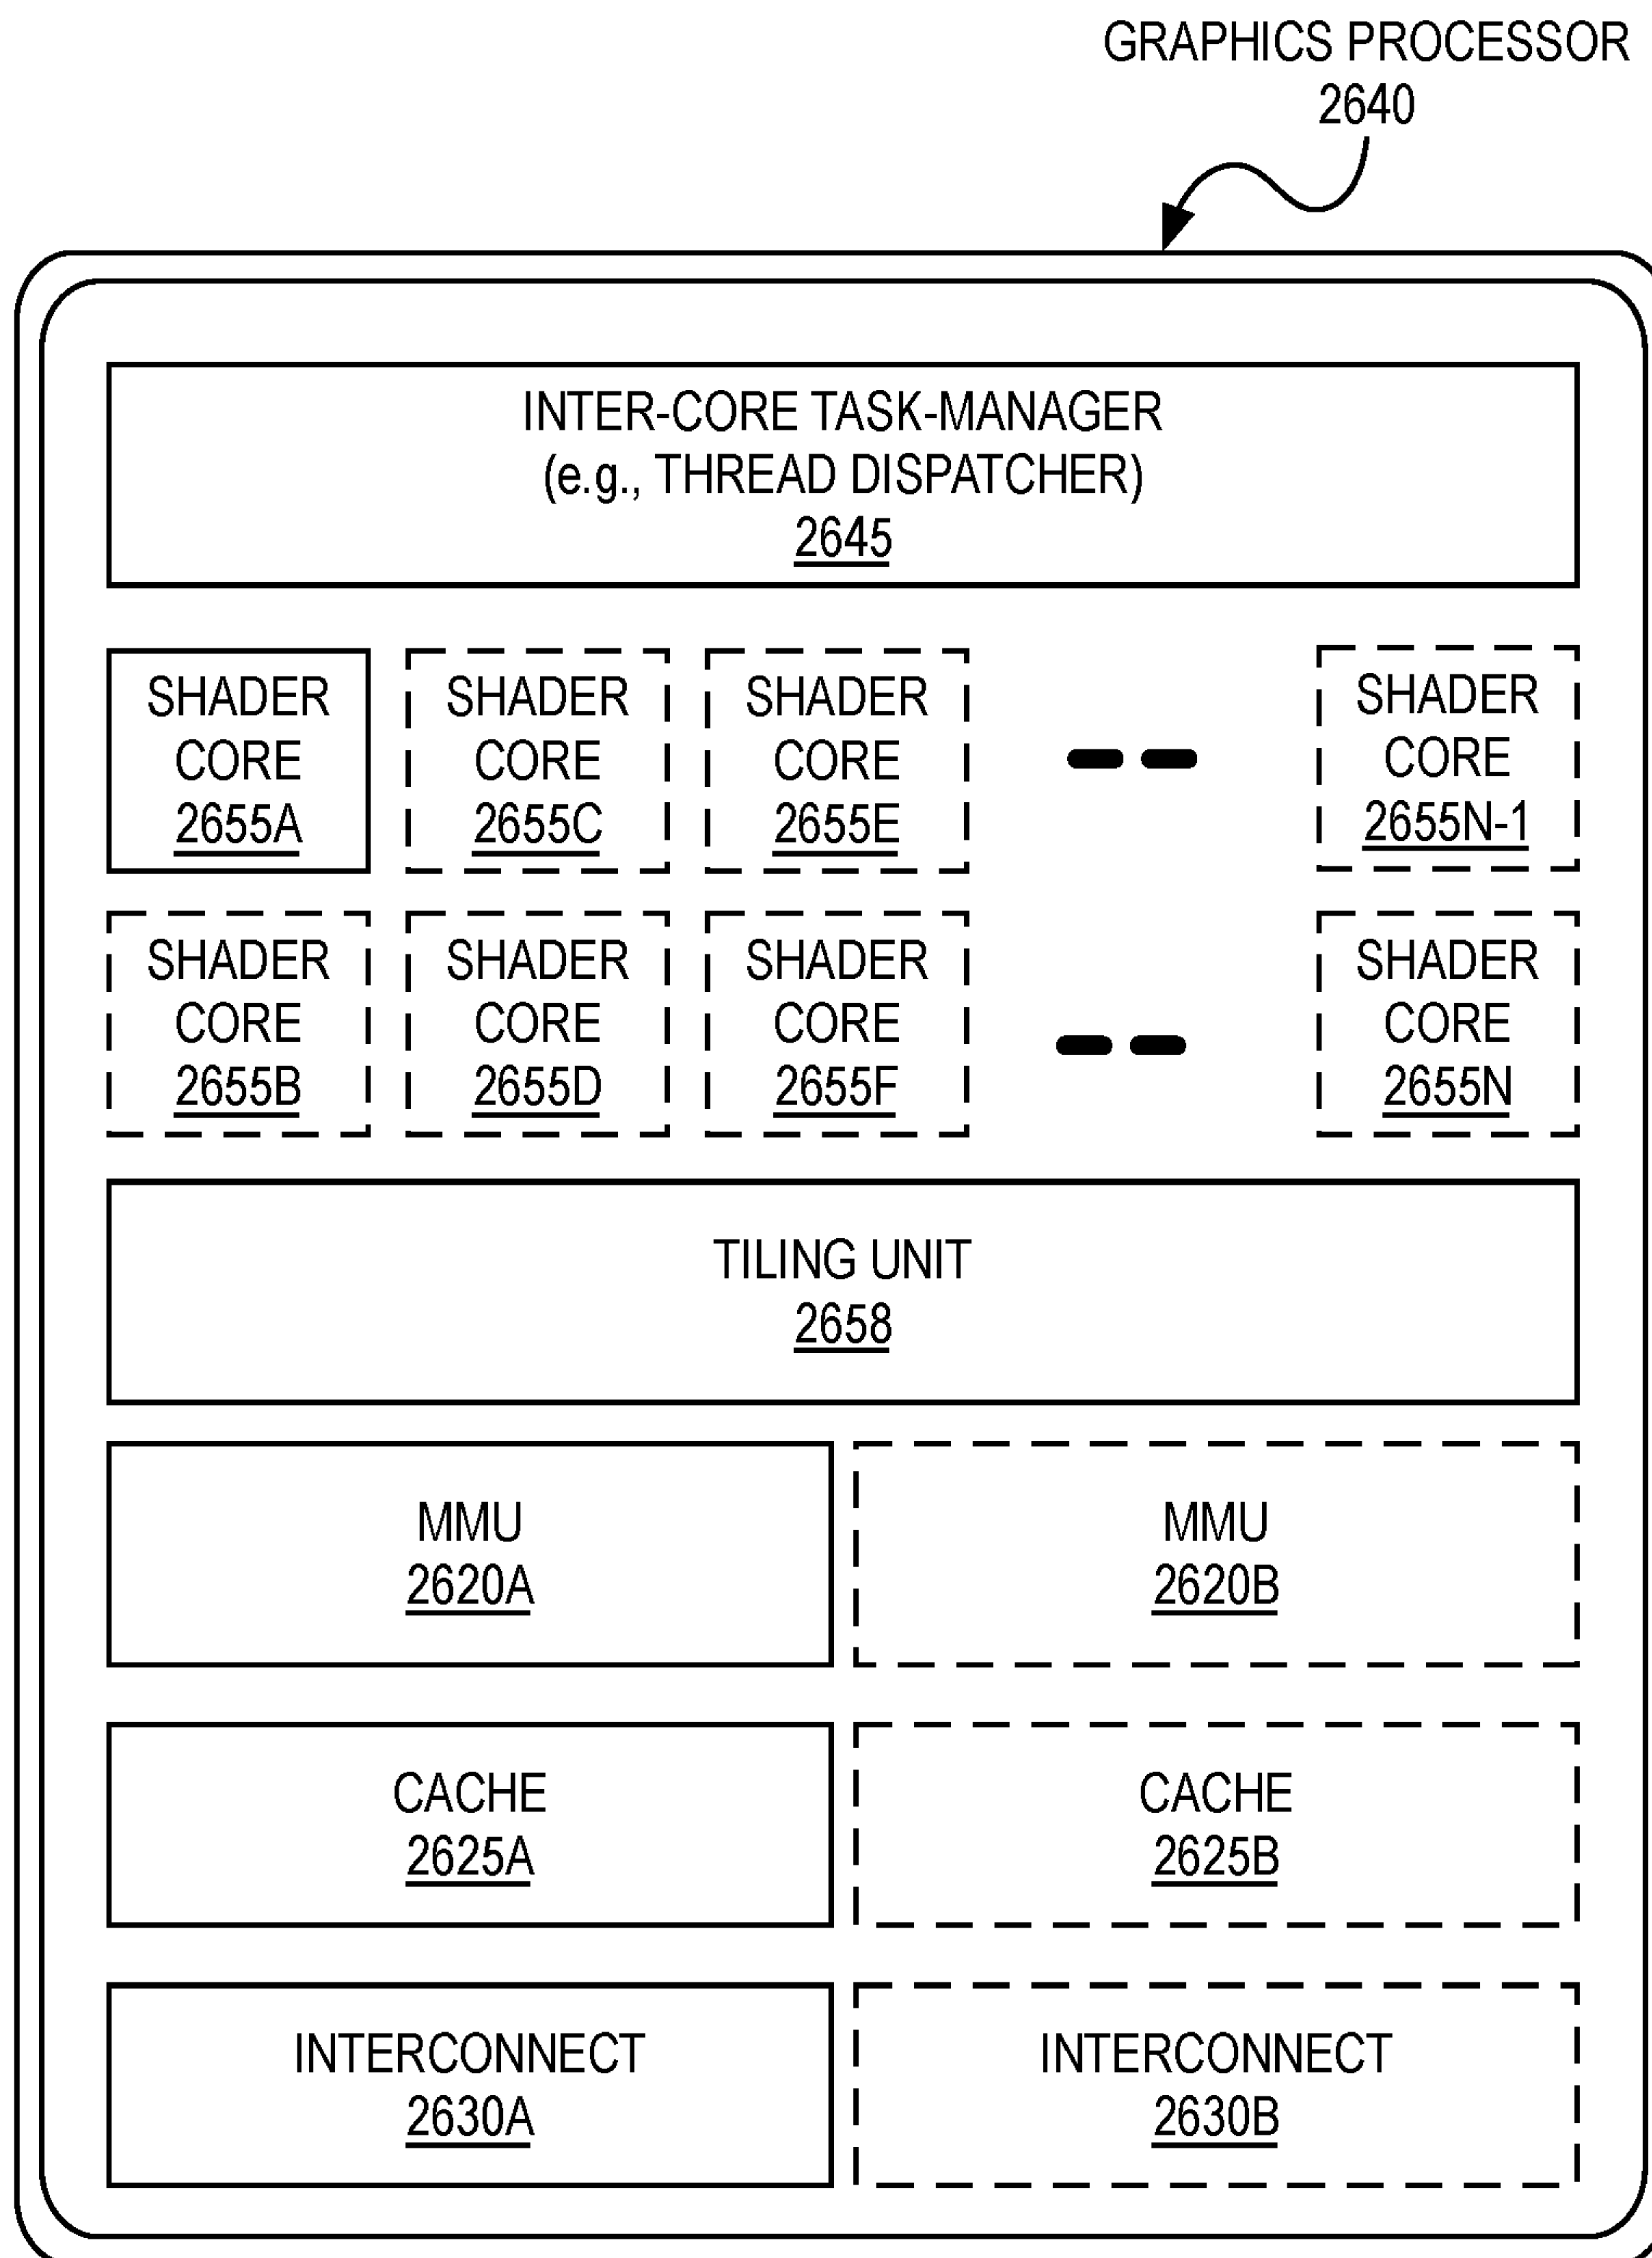 GRAPHICS PROCESSOR
2640
INTER-CORE TASK-MANAGER
(e.g., THREAD DISPATCHER)
2645
SHADER
CORE
2655A
SHADER
CORE
2655C
SHADER
CORE
2655E
SHADER
CORE
2655N-1
SHADER
CORE
2655B
SHADER
CORE
2655D
SHADER
CORE
2655F
SHADER
CORE
2655N
TILING UNIT
2658
MMU
2620A
MMU
2620B
CACHE
2625A
CACHE
2625B
INTERCONNECT
2630A
INTERCONNECT
2630B